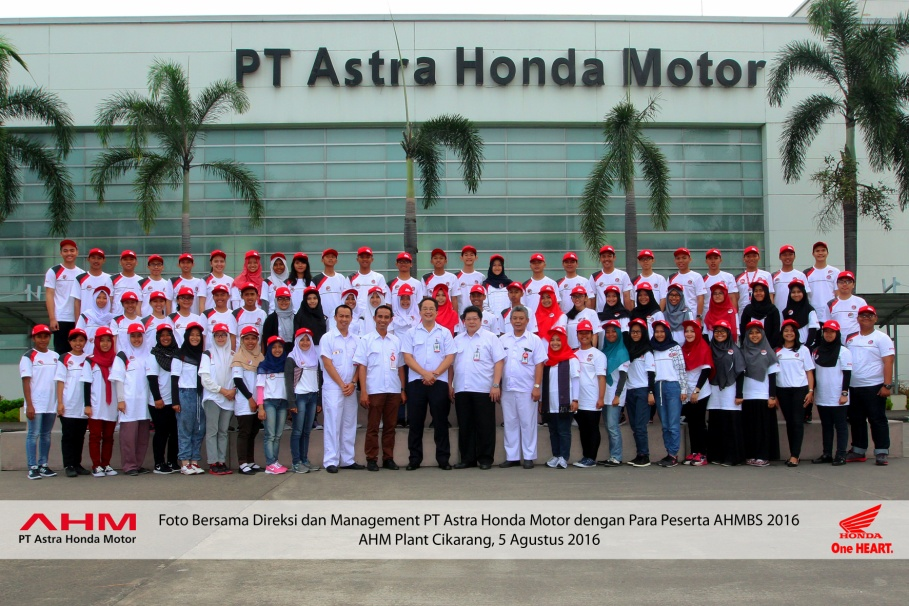 PT Astra Honda Motor
AHM
PT Astra Honda Motor
Foto Bersama Direksi dan Management PT Astra Honda Motor dengan Para Peserta AHMBS 2016
AHM Plant Cikarang, 5 Agustus 2016
HONDA
One HEART.